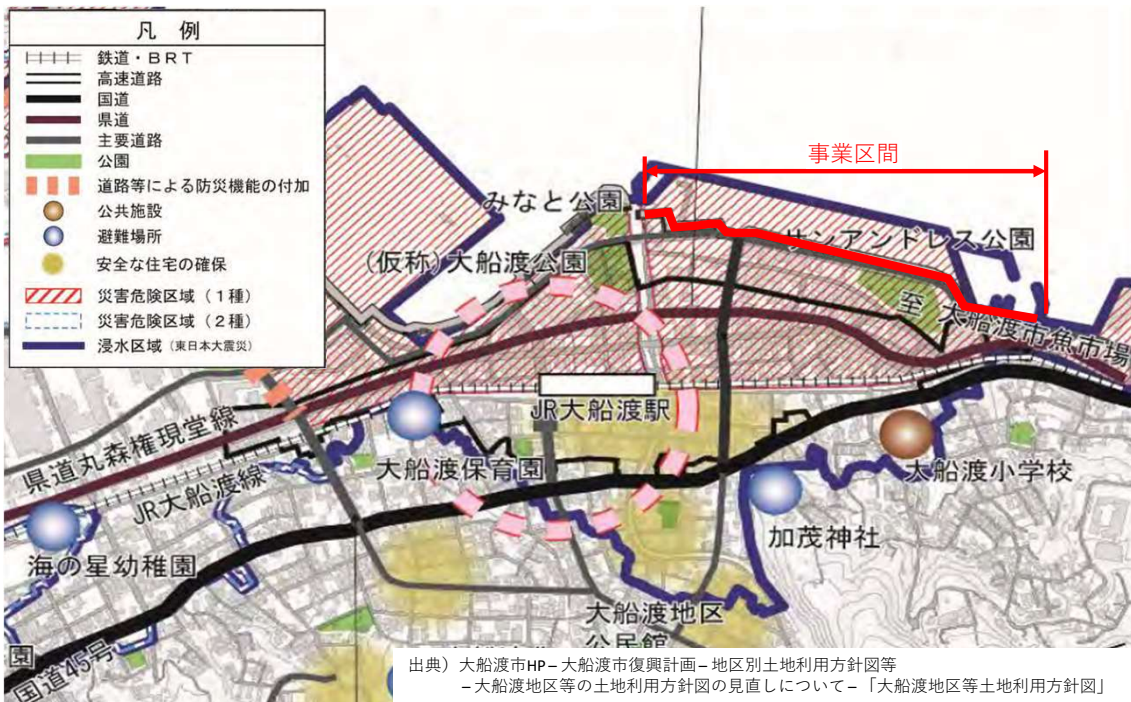 凡 例
鉄道・BRT
高速道路
国道
県道
主要道路
公園
道路等による防災機能の付加
公共施設
避難場所
安全な住宅の確保
災害危険区域(1種)
災害危険区域(2種)
浸水区域(東日本大震災)
事業区間
みなと公園
サンアンドレス公園
(仮称)大船渡公園
至 大船渡市魚市場
JR大船渡駅
県道丸森権現堂線
大船渡保育園
大船渡小学校
JR大船渡線
加茂神社
海の星幼稚園
大船渡地区
公民館
園
国道45号
出典)大船渡市HP–大船渡市復興計画–地区別土地利用方針図等
–大船渡地区等の土地利用方針図の見直しについて–「大船渡地区等土地利用方針図」